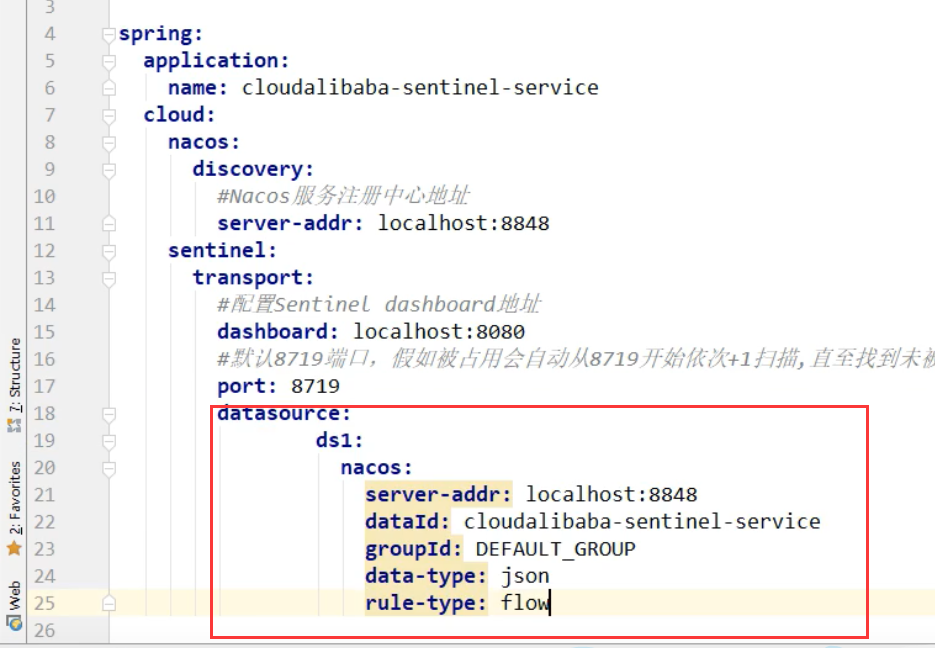 3
4 spring:
5 application:
6 name: cloudalibaba-sentinel-service
7 cloud:
8 nacos:
9 discovery:
10 #Nacos服务注册中心地址
11 server-addr: localhost:8848
12 sentinel:
13 transport:
14 #配置Sentinel dashboard地址
15 dashboard: localhost:8080
16 #默认8719端口，假如被占用会自动从8719开始依次+1扫描,直至找到未被
17 port: 8719
18 datasource:
19 ds1:
20 nacos:
21 server-addr: localhost:8848
22 dataId: cloudalibaba-sentinel-service
23 groupId: DEFAULT_GROUP
24 data-type: json
25 rule-type: flow
26
7: Structure
2: Favorites
Web